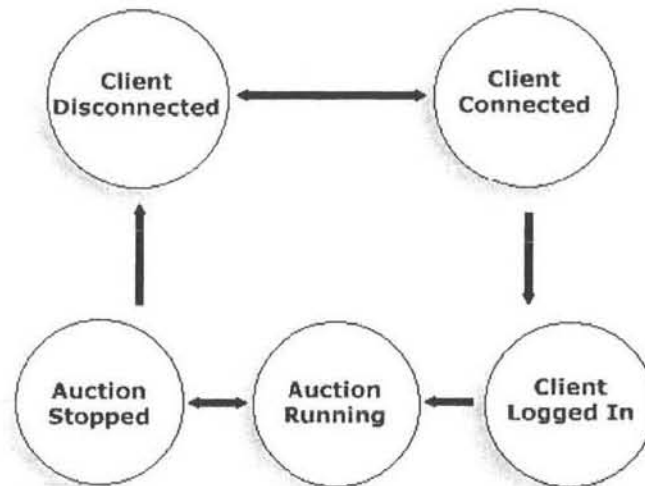 Client
Disconnected
Client
Connected
Auction
Stopped
Auction
Running
Client
Logged In